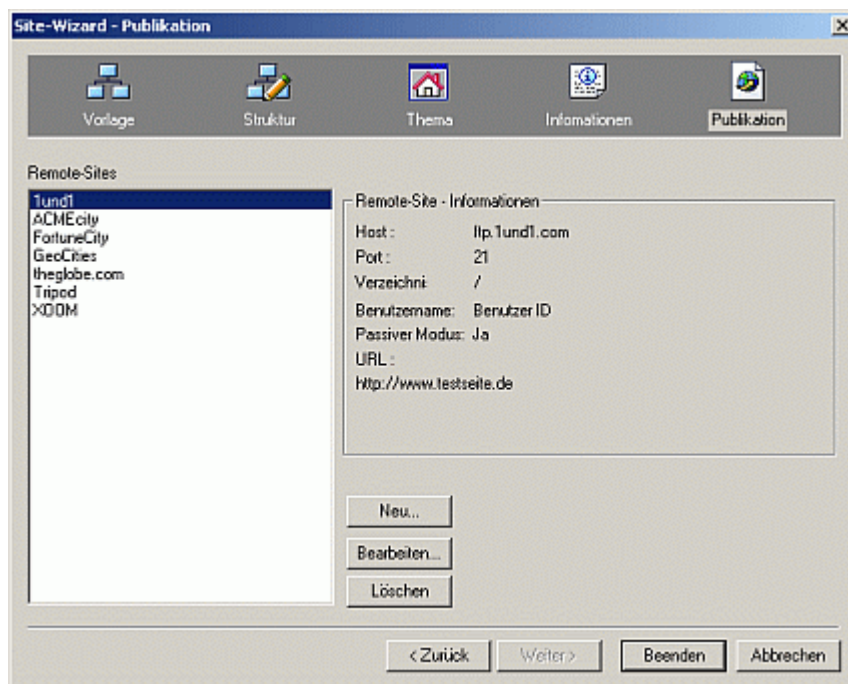 Site-Wizard - Publikation
Vorlage Struktur Thema Infomationen Publikation
Remote-Sites
1und1
ACMEcity
FortuneCity
GeoCities
theglobe.com
Tripod
XOOM
Remote-Site - Informationen
Host : ftp.1und1.com
Port : 21
Verzeichni: /
Benutzername: Benutzer ID
Passiver Modus: Ja
URL :
http://www.testseite.de
Neu...
Bearbeiten...
Löschen
< Zurück Weiter > Beenden Abbrechen